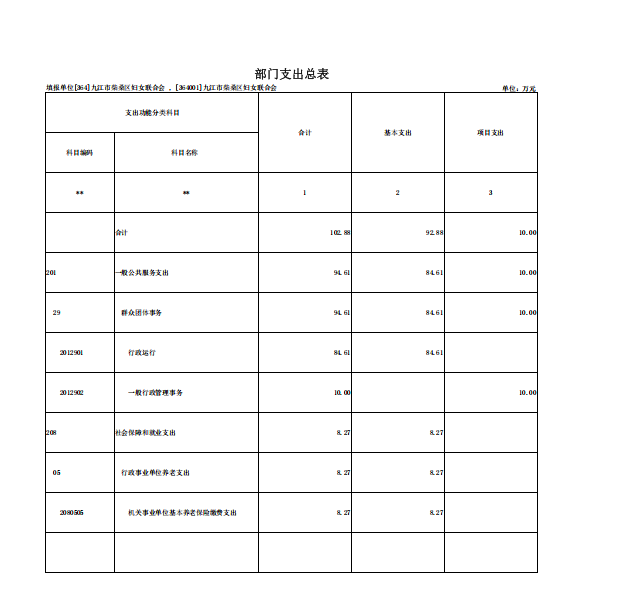 部门支出总表
填报单位[364]九江市柴桑区妇女联合会 , [364001]九江市柴桑区妇女联合会 单位：万元
支出功能分类科目 合计 基本支出 项目支出
科目编码 科目名称
** ** 1 2 3
合计 102.88 92.88 10.00
201 一般公共服务支出 94.61 84.61 10.00
29 群众团体事务 94.61 84.61 10.00
2012901 行政运行 84.61 84.61
2012902 一般行政管理事务 10.00 10.00
208 社会保障和就业支出 8.27 8.27
05 行政事业单位养老支出 8.27 8.27
2080505 机关事业单位基本养老保险缴费支出 8.27 8.27